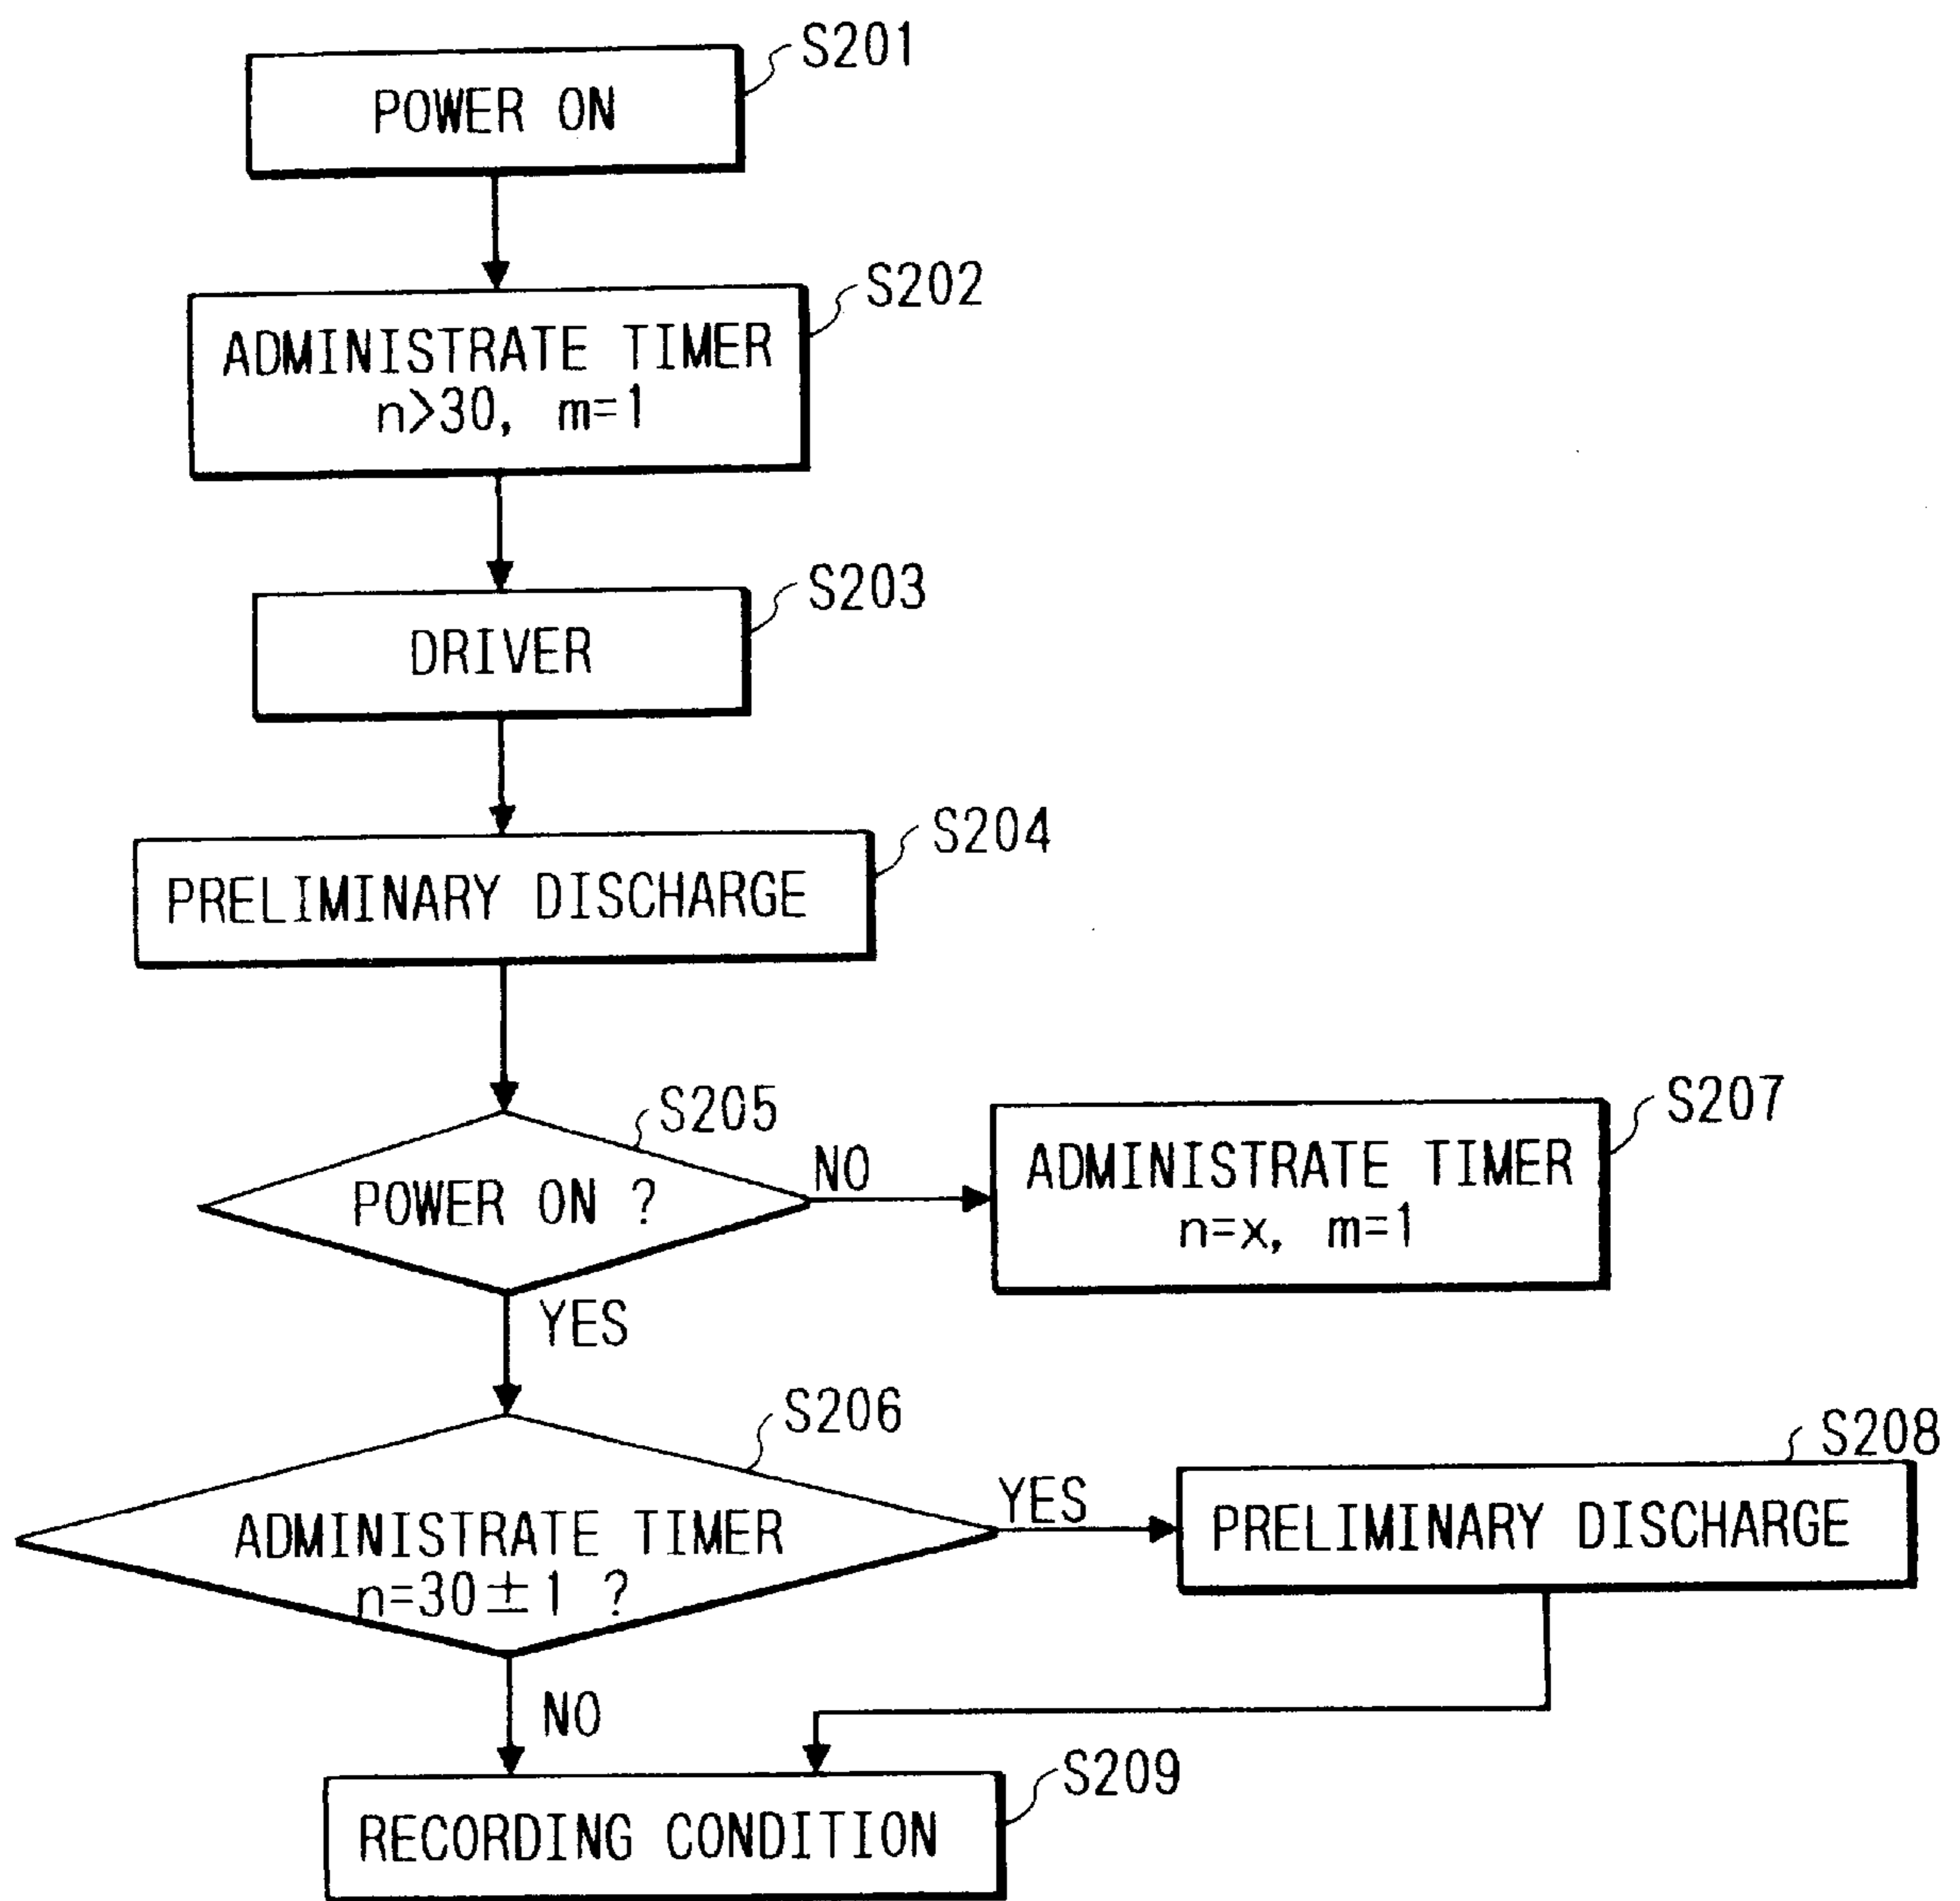 S201
POWER ON
S202
ADMINISTRATE TIMER
n>30, m=1
S203
DRIVER
S204
PRELIMINARY DISCHARGE
S205
POWER ON ?
NO
S207
ADMINISTRATE TIMER
n=x, m=1
YES
S206
ADMINISTRATE TIMER
n=30±1 ?
YES
S208
PRELIMINARY DISCHARGE
NO
S209
RECORDING CONDITION